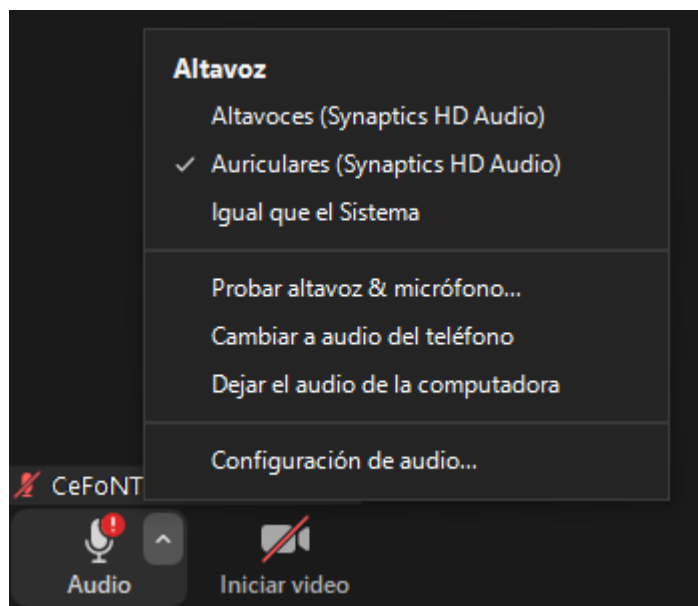 Altavoz
Altavoces (Synaptics HD Audio)
Auriculares (Synaptics HD Audio)
Igual que el Sistema
Probar altavoz & micrófono...
Cambiar a audio del teléfono
Dejar el audio de la computadora
Configuración de audio...
CeFoNT
Audio
Iniciar video